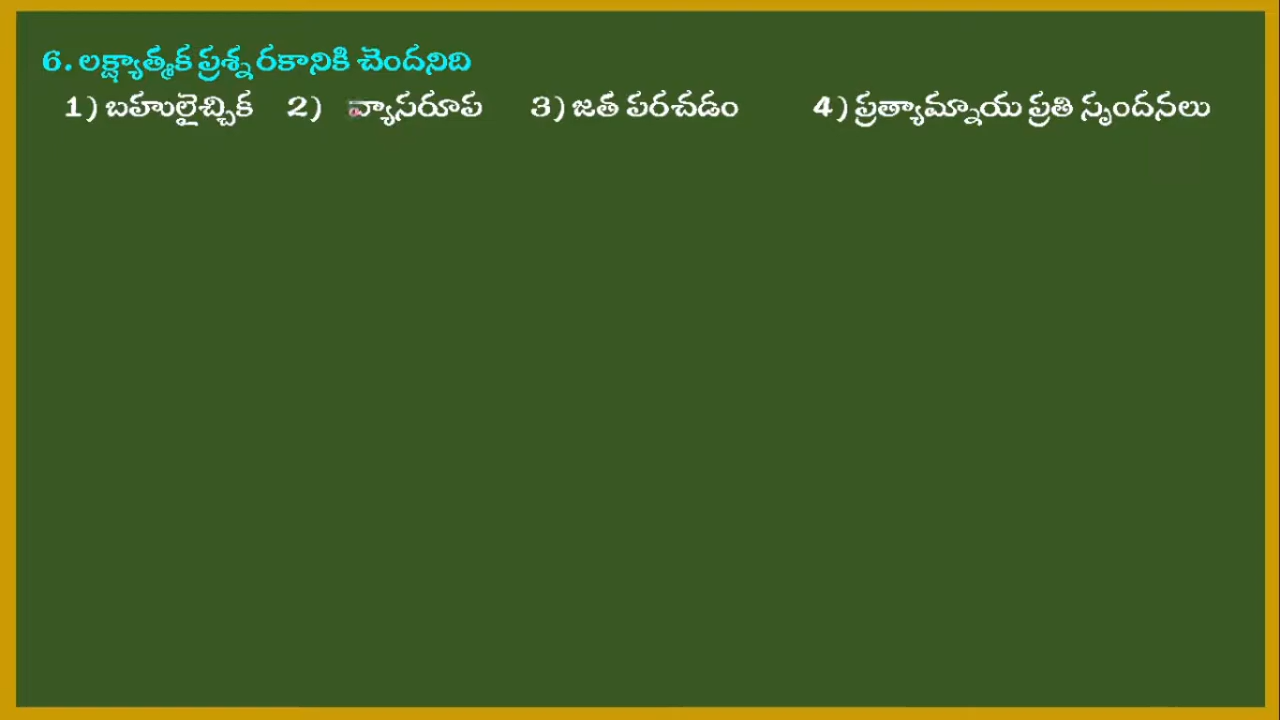 6. లక్ష్యాత్మక ప్రశ్న రకానికి చెందనిది
1) బహులైచ్ఛిక 2) వ్యాసరూప 3) జత పరచడం 4) ప్రత్యామ్నాయ ప్రతి స్పందనలు